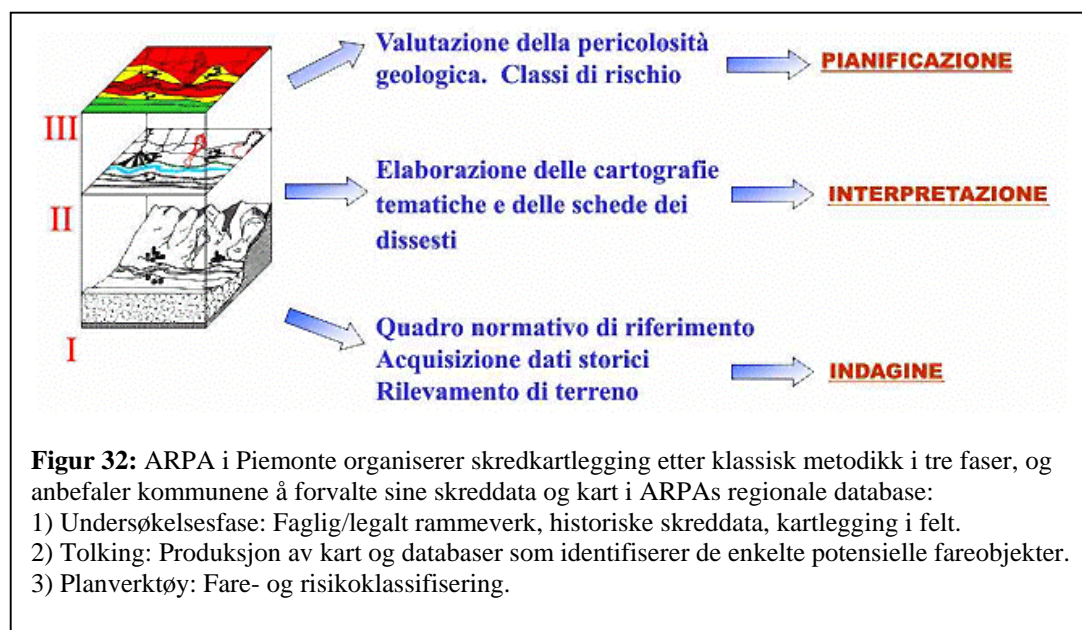 Valutazione della pericolosità
geologica. Classi di rischio
PIANIFICAZIONE
III
Elaborazione delle cartografie
tematiche e delle schede dei
dissesti
INTERPRETAZIONE
II
Quadro normativo di riferimento
Acquisizione dati storici
Rilevamento di terreno
INDAGINE
I
Figur 32: ARPA i Piemonte organiserer skredkartlegging etter klassisk metodikk i tre faser, og
anbefaler kommunene å forvalte sine skreddata og kart i ARPAs regionale database:
1) Undersøkelsesfase: Faglig/legalt rammeverk, historiske skreddata, kartlegging i felt.
2) Tolking: Produksjon av kart og databaser som identifiserer de enkelte potensielle fareobjekter.
3) Planverktøy: Fare- og risikoklassifisering.